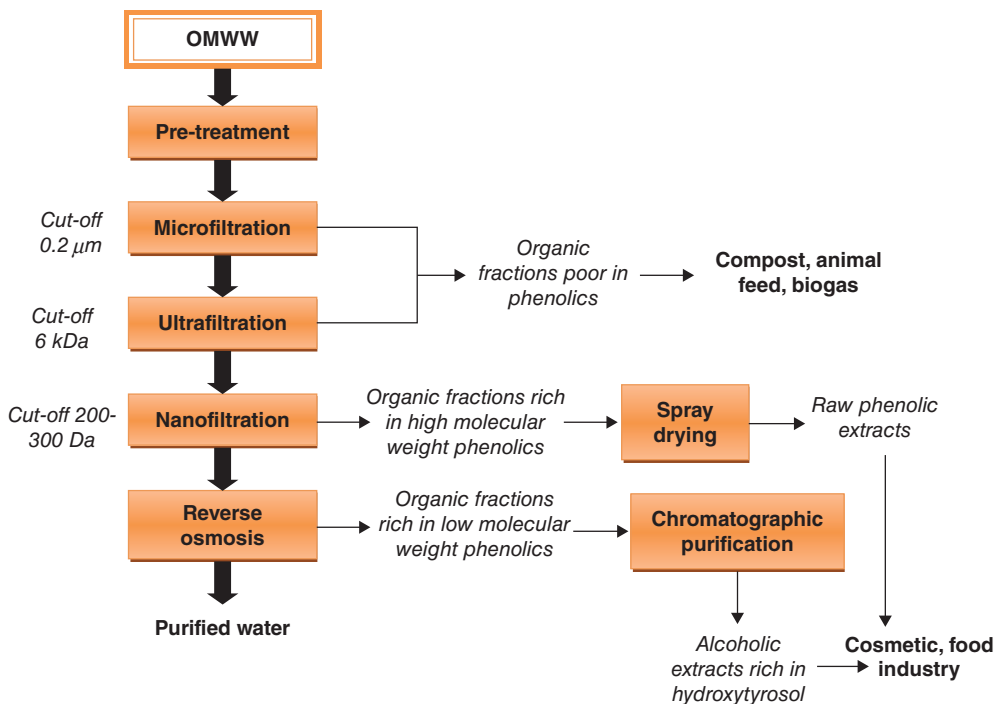 OMWW
Pre-treatment
Cut-off
0.2 μm
Microfiltration
Organic
fractions poor in
phenolics
Compost, animal
feed, biogas
Cut-off
6 kDa
Ultrafiltration
Cut-off 200-
300 Da
Nanofiltration
Organic fractions rich
in high molecular
weight phenolics
Spray
drying
Raw phenolic
extracts
Reverse
osmosis
Organic fractions
rich in low molecular
weight phenolics
Chromatographic
purification
Purified water
Alcoholic
extracts rich in
hydroxytyrosol
Cosmetic, food
industry